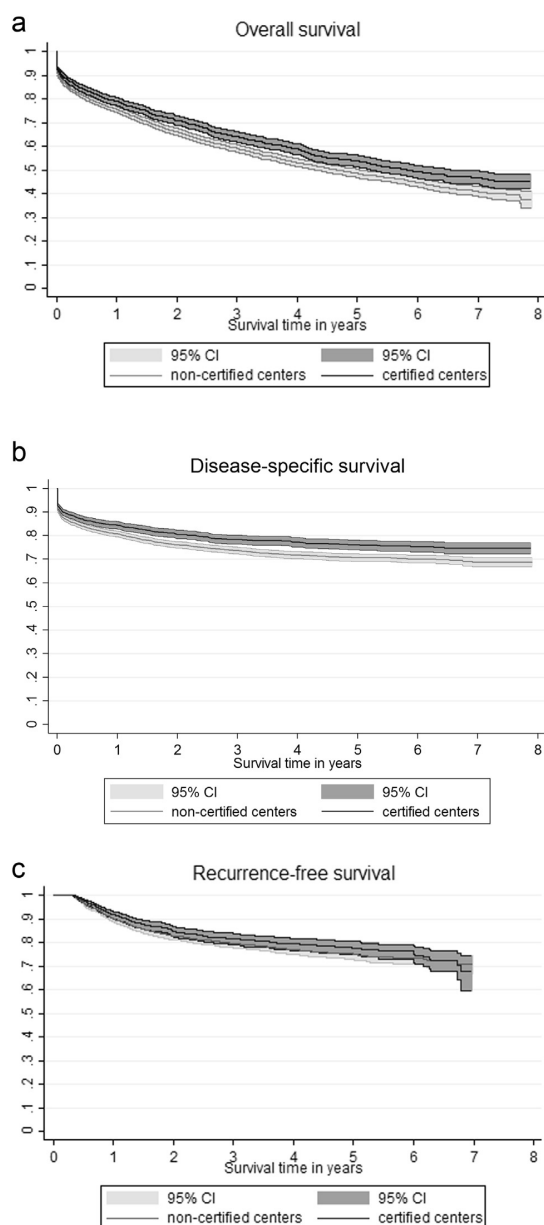 a
Overall survival
1
.9
.8
.7
.6
.5
.4
.3
.2
.1
0
0 1 2 3 4 5 6 7 8
Survival time in years
95% CI 95% CI
non-certified centers certified centers
b
Disease-specific survival
1
.9
.8
.7
.6
.5
.4
.3
.2
.1
0
0 1 2 3 4 5 6 7 8
Survival time in years
95% CI 95% CI
non-certified centers certified centers
c
Recurrence-free survival
1
.9
.8
.7
.6
.5
.4
.3
.2
.1
0
0 1 2 3 4 5 6 7 8
Survival time in years
95% CI 95% CI
non-certified centers certified centers